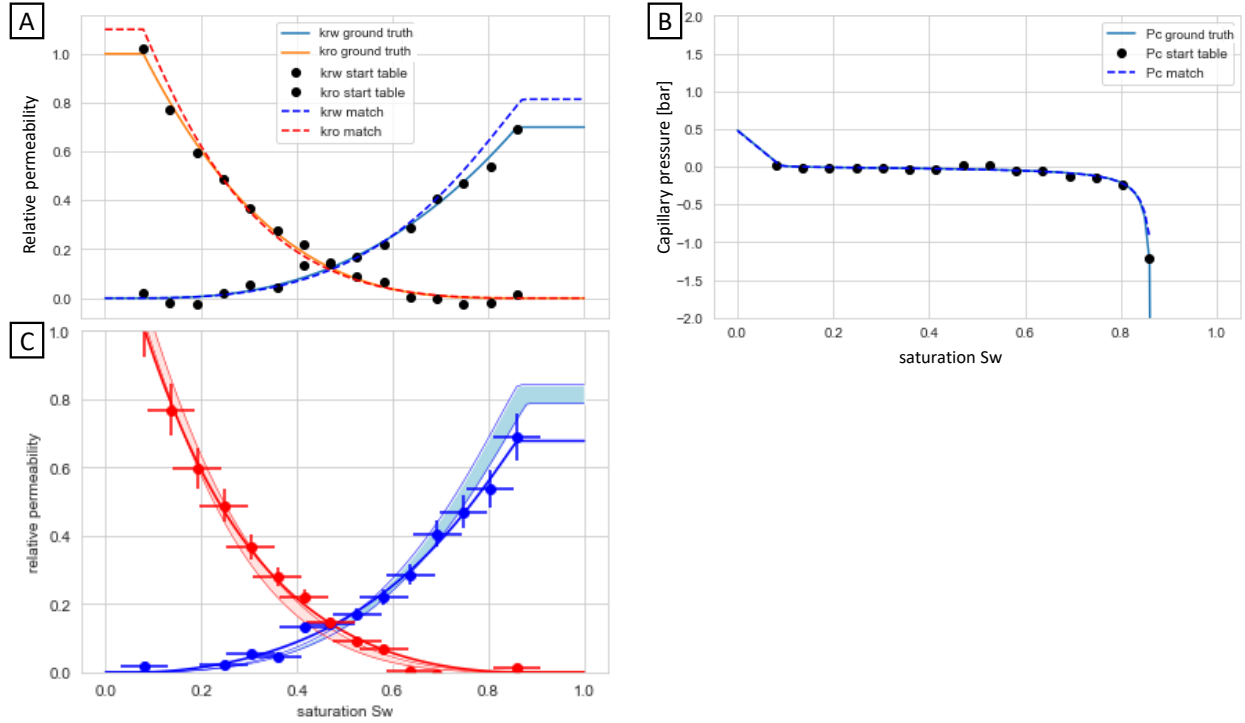 A
Relative permeability
1.0
0.8
0.6
0.4
0.2
0.0
krw ground truth
kro ground truth
krw start table
kro start table
krw match
kro match
B
Capillary pressure [bar]
2.0
1.5
1.0
0.5
0.0
−0.5
−1.0
−1.5
−2.0
Pc ground truth
Pc start table
Pc match
0.0 0.2 0.4 0.6 0.8 1.0
saturation Sw
C
relative permeability
1.0
0.8
0.6
0.4
0.2
0.0
0.0 0.2 0.4 0.6 0.8 1.0
saturation Sw